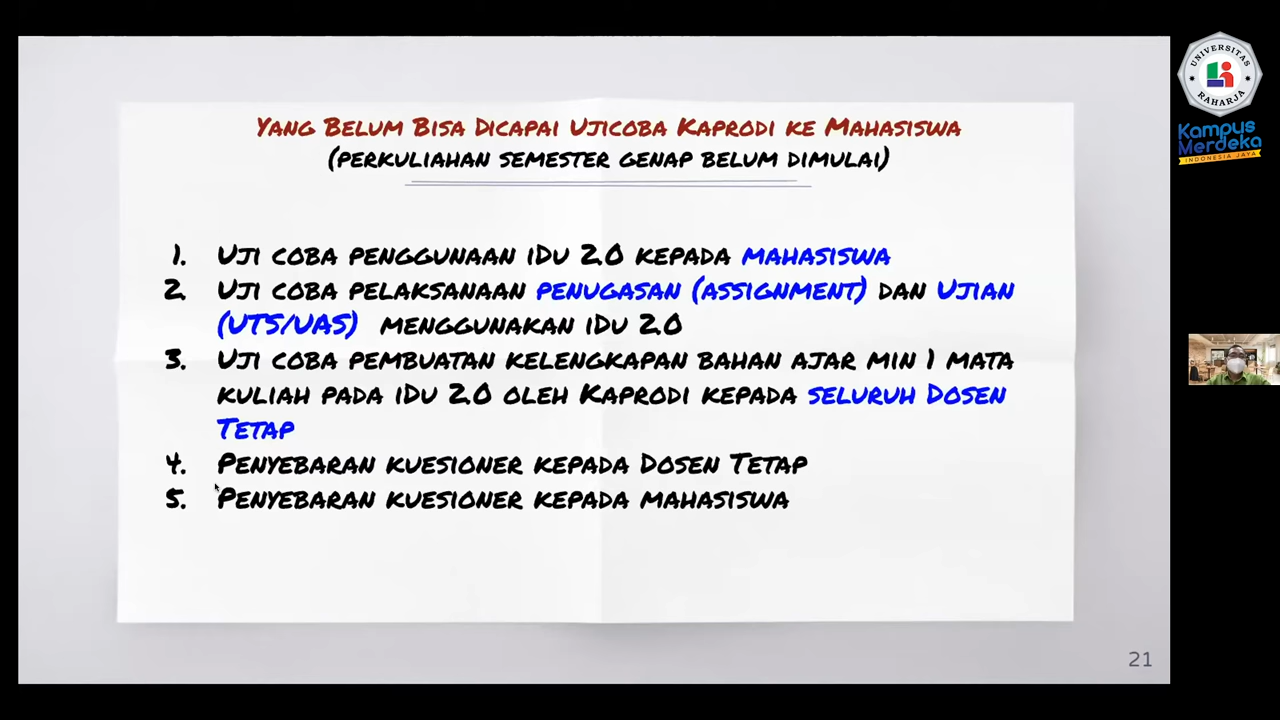 Yang Belum Bisa Dicapai Ujicoba Kaprodi ke Mahasiswa
(perkuliahan semester genap belum dimulai)
1. Uji coba penggunaan iDu 2.0 kepada mahasiswa
2. Uji coba pelaksanaan penugasan (assignment) dan Ujian
(UTS/UAS) menggunakan iDu 2.0
3. Uji coba pembuatan kelengkapan bahan ajar min 1 mata
kuliah pada iDu 2.0 oleh Kaprodi kepada seluruh Dosen
Tetap
4. Penyebaran kuesioner kepada Dosen Tetap
5. Penyebaran kuesioner kepada mahasiswa
21
UNIVERSITAS
RAHARJA
Kampus
Merdeka
INDONESIA JAYA